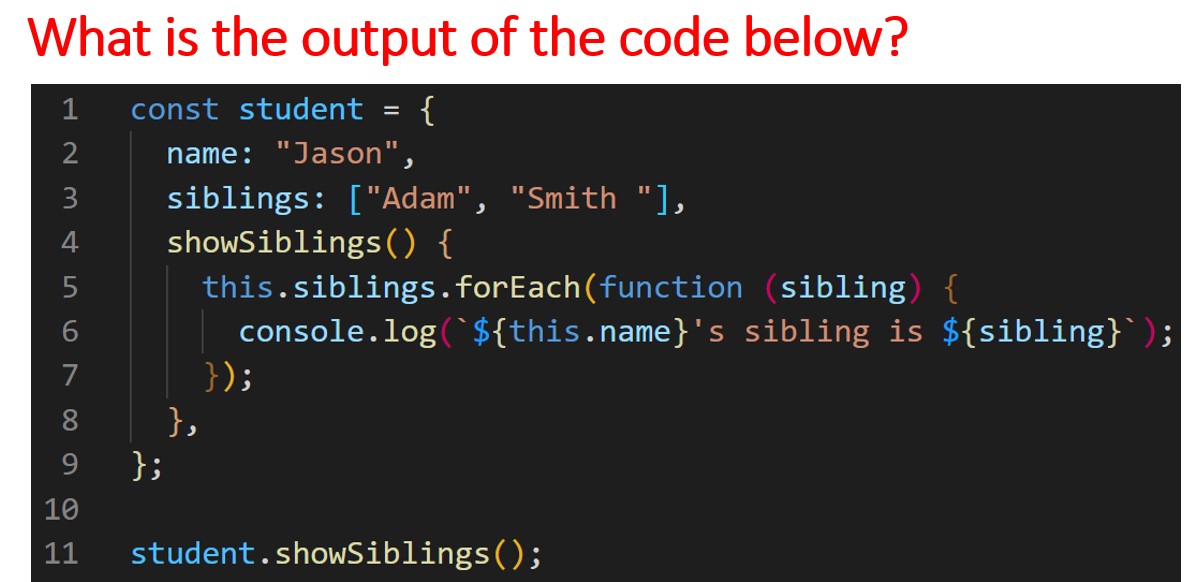 What is the output of the code below?
1 const student = {
2 name: "Jason",
3 siblings: ["Adam", "Smith "],
4 showSiblings() {
5 this.siblings.forEach(function (sibling) {
6 console.log(`${this.name}'s sibling is ${sibling}`);
7 });
8 },
9 };
10
11 student.showSiblings();